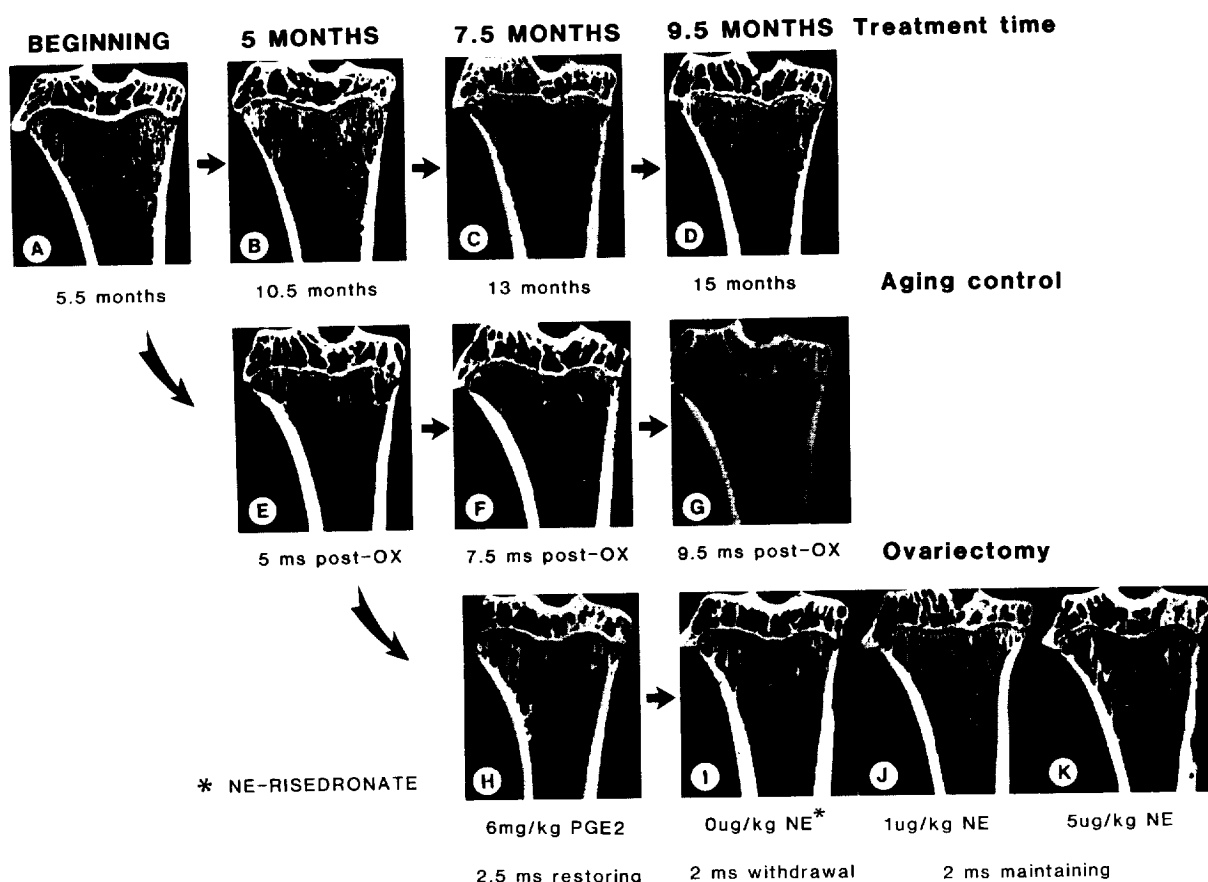 BEGINNING 5 MONTHS 7.5 MONTHS 9.5 MONTHS Treatment time
A B C D
5.5 months 10.5 months 13 months 15 months
Aging control
E F G
5 ms post-OX 7.5 ms post-OX 9.5 ms post-OX
Ovariectomy
H I J K
* NE-RISEDRONATE
6mg/kg PGE2 0ug/kg NE* 1ug/kg NE 5ug/kg NE
2.5 ms restoring 2 ms withdrawal 2 ms maintaining